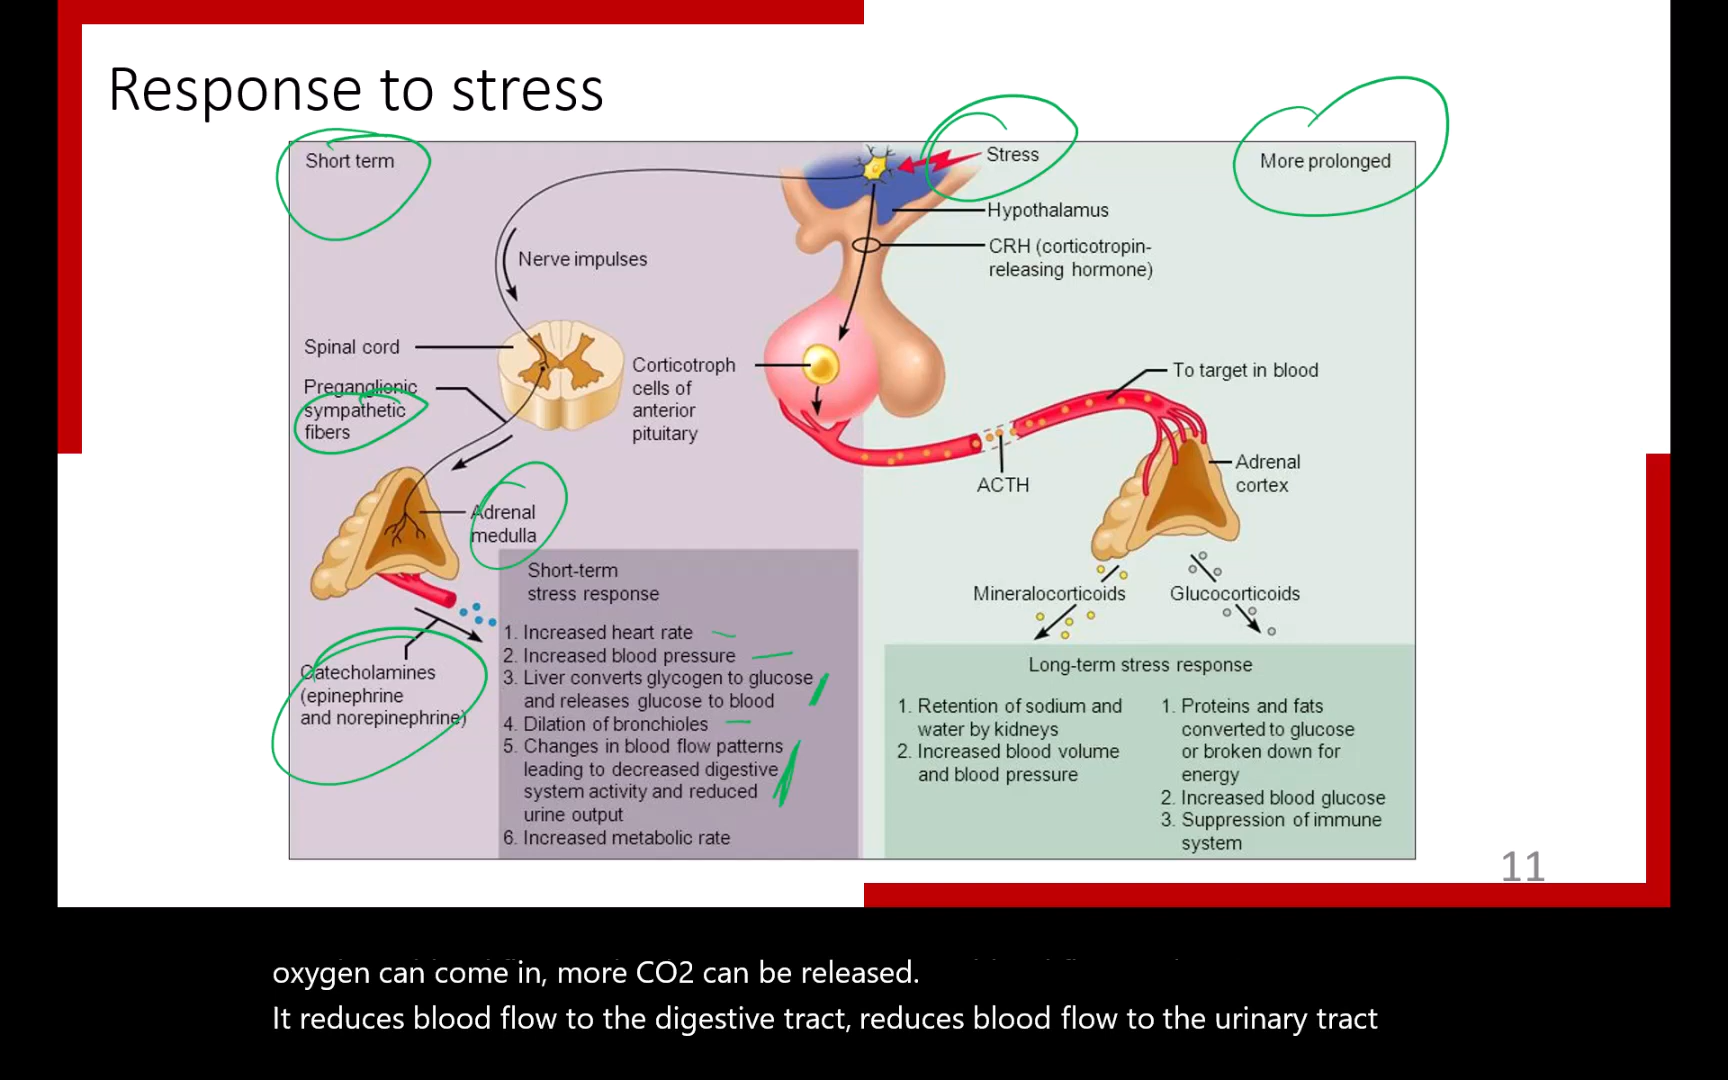 Response to stress
Short term
Stress
More prolonged
Hypothalamus
CRH (corticotropin-
releasing hormone)
Nerve impulses
Spinal cord
Preganglionic
sympathetic
fibers
Corticotroph
cells of
anterior
pituitary
To target in blood
ACTH
Adrenal
cortex
Adrenal
medulla
Catecholamines
(epinephrine
and norepinephrine)
Short-term
stress response
1. Increased heart rate
2. Increased blood pressure
3. Liver converts glycogen to glucose
and releases glucose to blood
4. Dilation of bronchioles
5. Changes in blood flow patterns
leading to decreased digestive
system activity and reduced
urine output
6. Increased metabolic rate
Mineralocorticoids
Glucocorticoids
Long-term stress response
1. Retention of sodium and
water by kidneys
2. Increased blood volume
and blood pressure
1. Proteins and fats
converted to glucose
or broken down for
energy
2. Increased blood glucose
3. Suppression of immune
system
11
oxygen can come in, more CO2 can be released.
It reduces blood flow to the digestive tract, reduces blood flow to the urinary tract